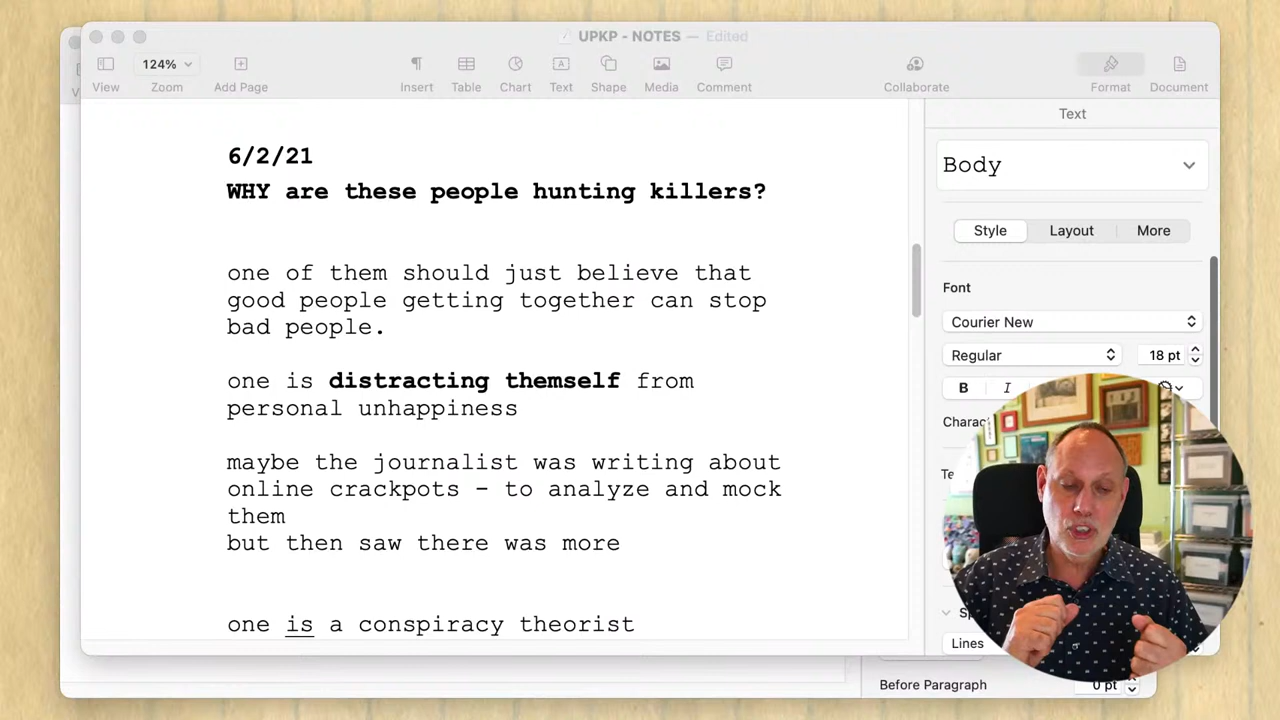 UPKP - NOTES — Edited
124%
View
Zoom
Add Page
Insert
Table
Chart
Text
Shape
Media
Comment
Collaborate
Format
Document
6/2/21
WHY are these people hunting killers?
one of them should just believe that
good people getting together can stop
bad people.
one is distracting themself from
personal unhappiness
maybe the journalist was writing about
online crackpots - to analyze and mock
them
but then saw there was more
one is a conspiracy theorist
Text
Body
Style
Layout
More
Font
Courier New
Regular
18 pt
B
I
Lines
Before Paragraph
0 pt